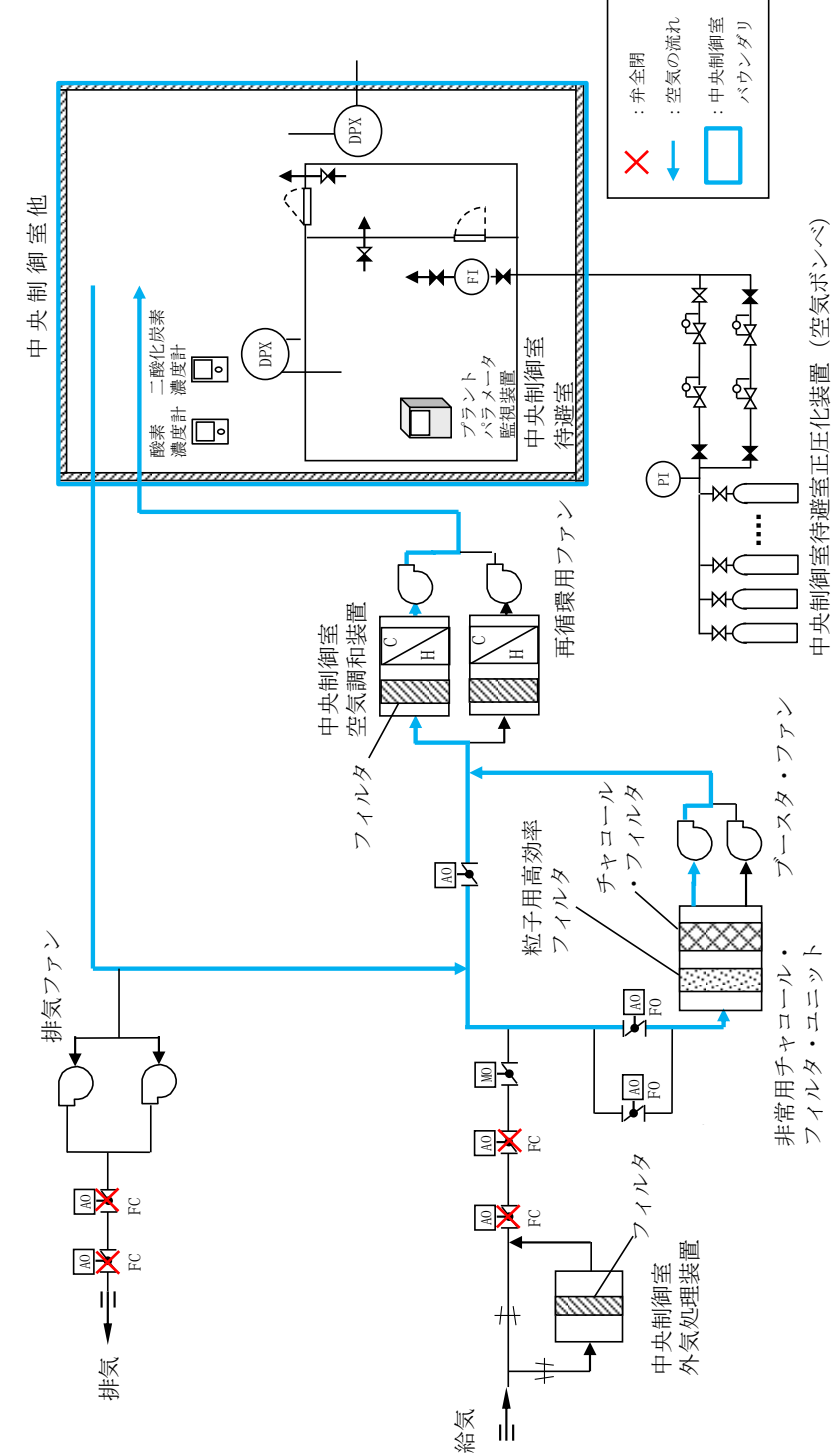 中央制御室他
：弁全閉
：空気の流れ
：中央制御室
バウンダリ
DPX
DPX
二酸化炭素
濃度計
酸素
濃度計
FI
プラント
パラメータ
監視装置
中央制御室
待避室
PI
中央制御室待避室正圧化装置（空気ボンベ）
中央制御室
空気調和装置
フィルタ
C
H
C
H
再循環用ファン
AO
粒子用高効率
フィルタ
チャコール
・フィルタ
ブースタ・ファン
非常用チャコール・
フィルタ・ユニット
AO
FO
AO
FO
排気ファン
AO
FC
AO
FC
排気
MO
AO
FC
AO
FC
フィルタ
中央制御室
外気処理装置
給気